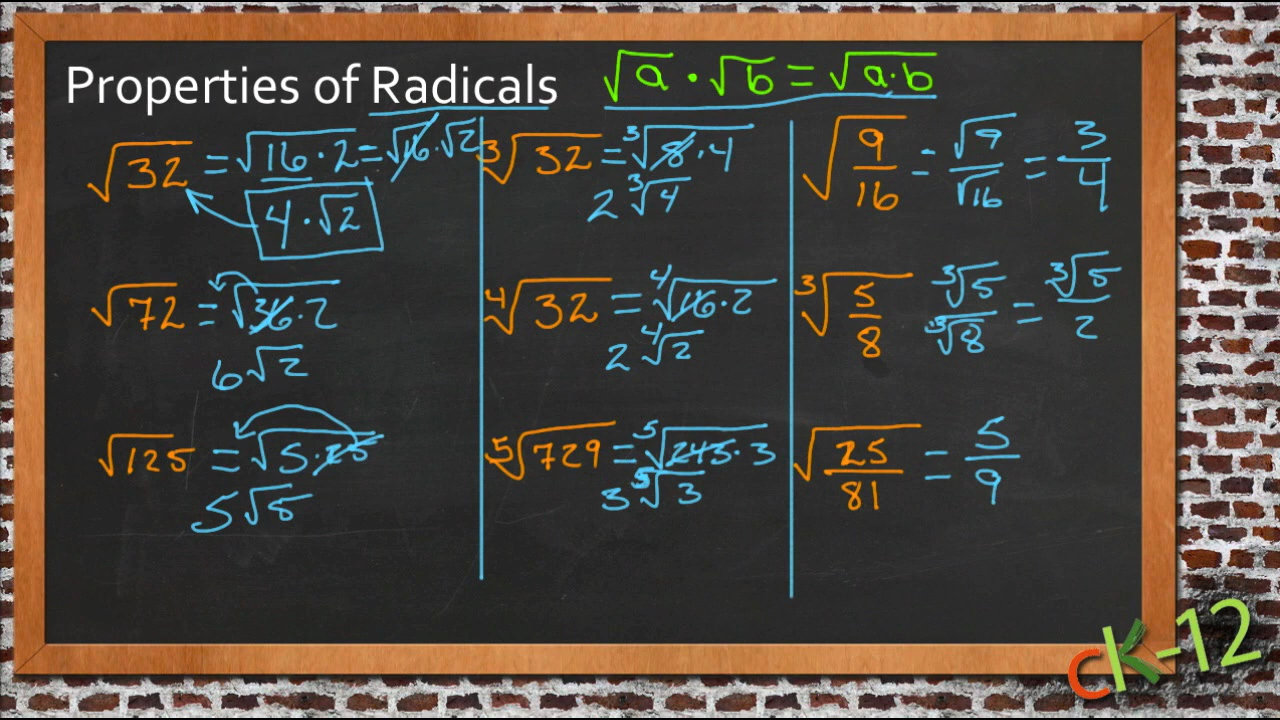 Properties of Radicals √a · √b = √a·b
√32 = √16·2 = √16·√2
4·√2
√72 = √36·2
6√2
√125 = √5·25
5√5
∛32 = ∛8·4
2∛4
∜32 = ∜16·2
2∜2
⁵√729 = ⁵√243·3
3⁵√3
√9/16 = √9/√16 = 3/4
∛5/8 ∛5/∛8 = ∛5/2
√25/81 = 5/9
CK-12